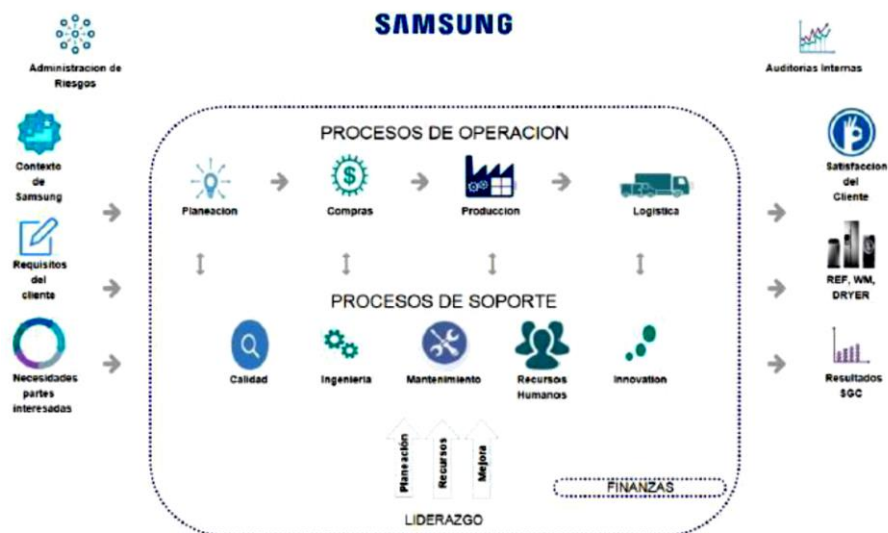 SAMSUNG
Administracion de
Riesgos
Auditorias Internas
Contexto
de
Samsung
Requisitos
del
cliente
Necesidades
partes
interesadas
PROCESOS DE OPERACION
Planeacion
Compras
Produccion
Logistica
PROCESOS DE SOPORTE
Calidad
Ingenieria
Mantenimiento
Recursos
Humanos
Innovation
Planeación
Recursos
Mejora
FINANZAS
LIDERAZGO
Satisfaccion
del
Cliente
REF, WM,
DRYER
Resultados
SGC